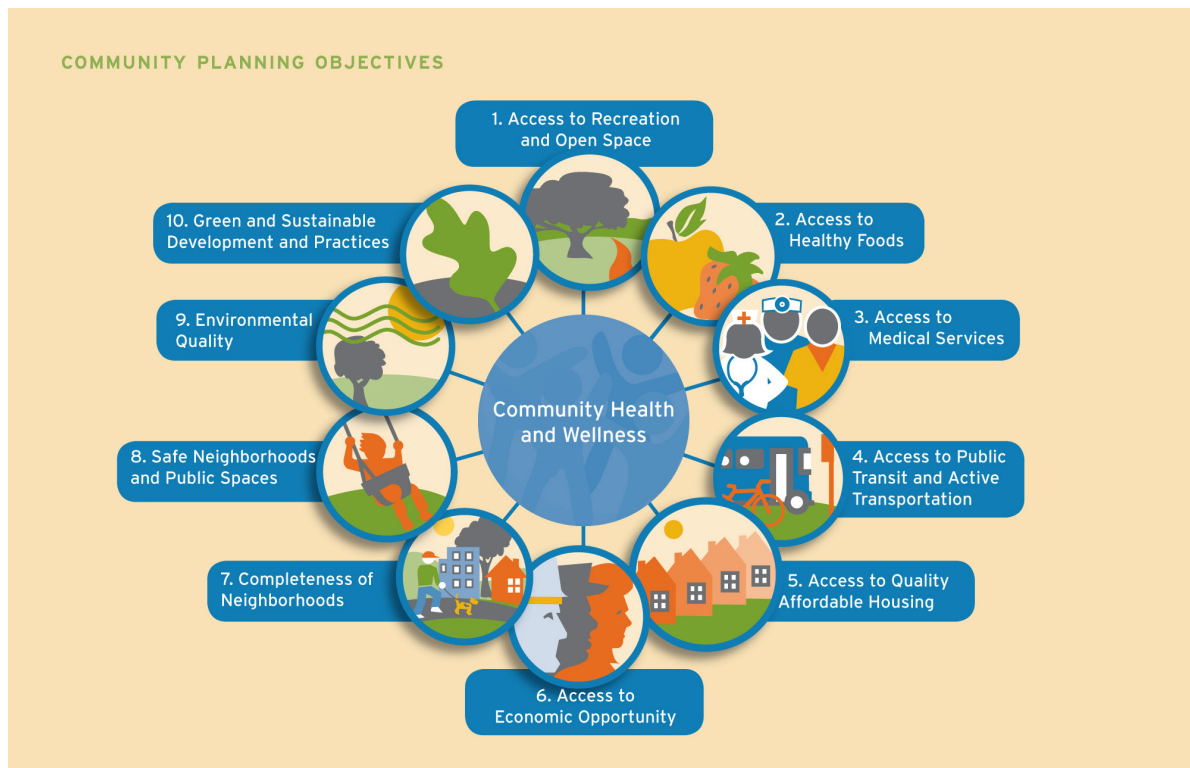 COMMUNITY PLANNING OBJECTIVES
1. Access to Recreation
and Open Space
2. Access to
Healthy Foods
3. Access to
Medical Services
4. Access to Public
Transit and Active
Transportation
5. Access to Quality
Affordable Housing
6. Access to
Economic Opportunity
7. Completeness of
Neighborhoods
8. Safe Neighborhoods
and Public Spaces
9. Environmental
Quality
10. Green and Sustainable
Development and Practices
Community Health
and Wellness